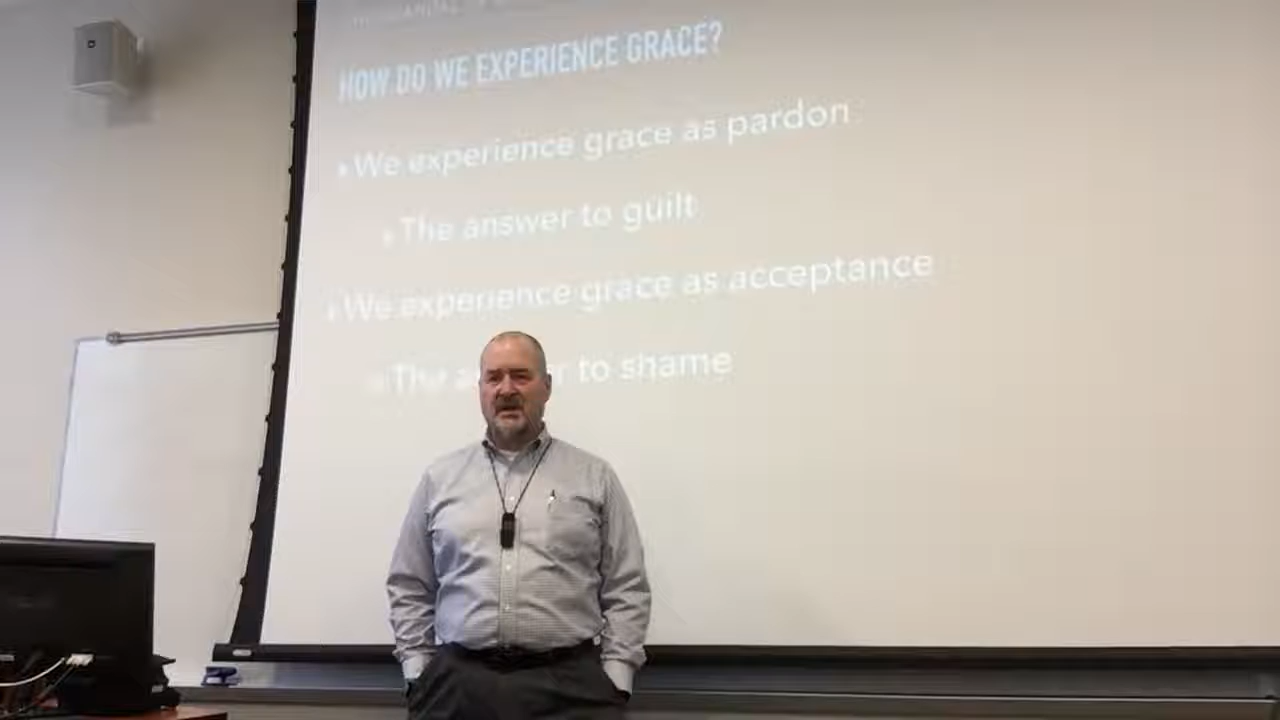 HOW DO WE EXPERIENCE GRACE?
We experience grace as pardon
The answer to guilt
We experience grace as acceptance
The to shame